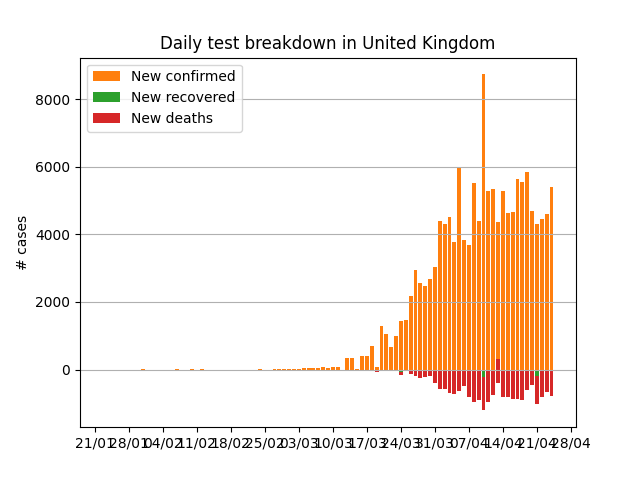 Daily test breakdown in United Kingdom
New confirmed
New recovered
New deaths
# cases
8000
6000
4000
2000
0
21/01 28/01 04/02 11/02 18/02 25/02 03/03 10/03 17/03 24/03 31/03 07/04 14/04 21/04 28/04